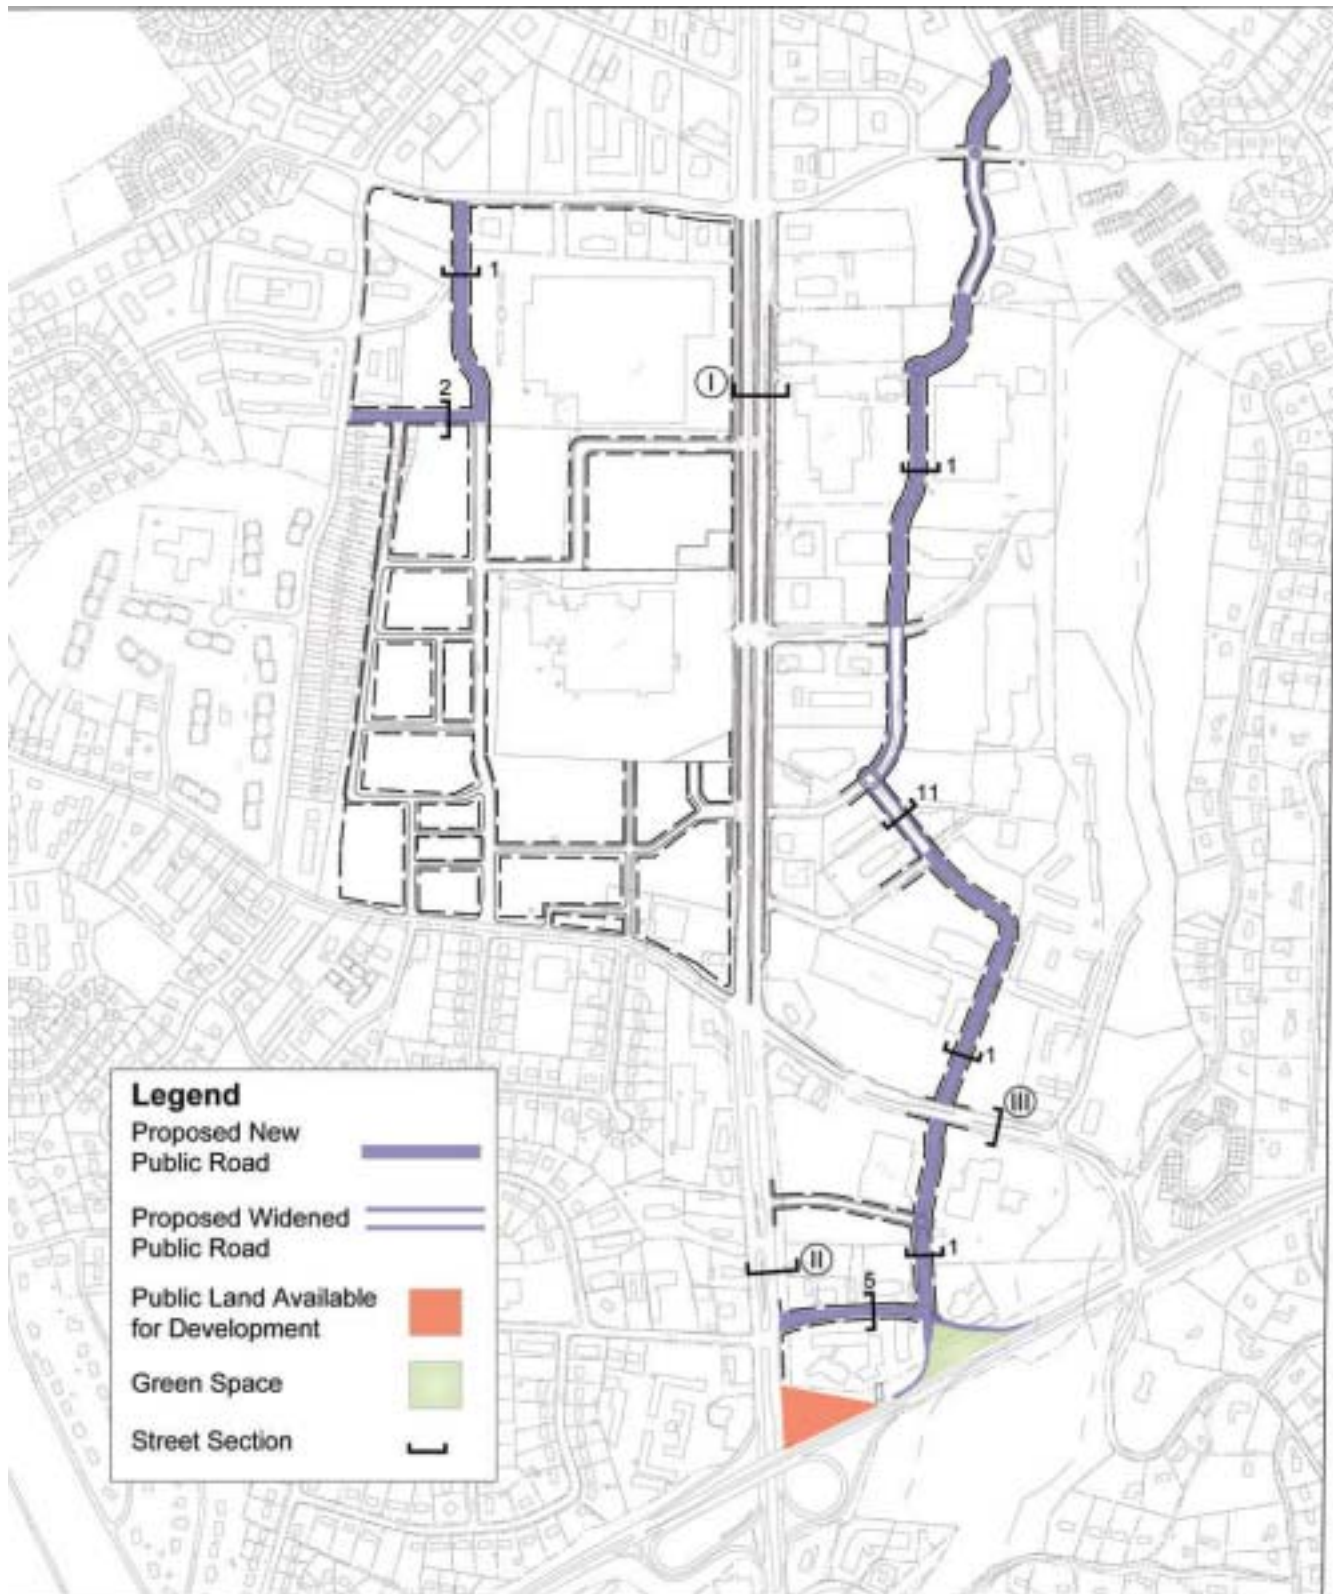 1
2
I
1
11
1
III
1
II
5
Legend
Proposed New
Public Road
Proposed Widened
Public Road
Public Land Available
for Development
Green Space
Street Section